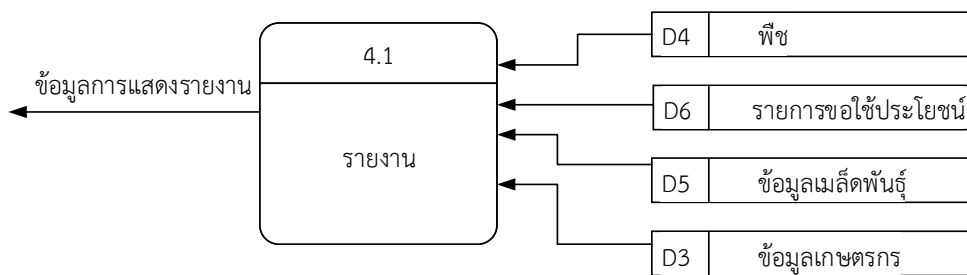 D4 พืช
4.1
ข้อมูลการแสดงรายงาน
D6 รายการขอใช้ประโยชน์
รายงาน
D5 ข้อมูลเมล็ดพันธุ์
D3 ข้อมูลเกษตรกร